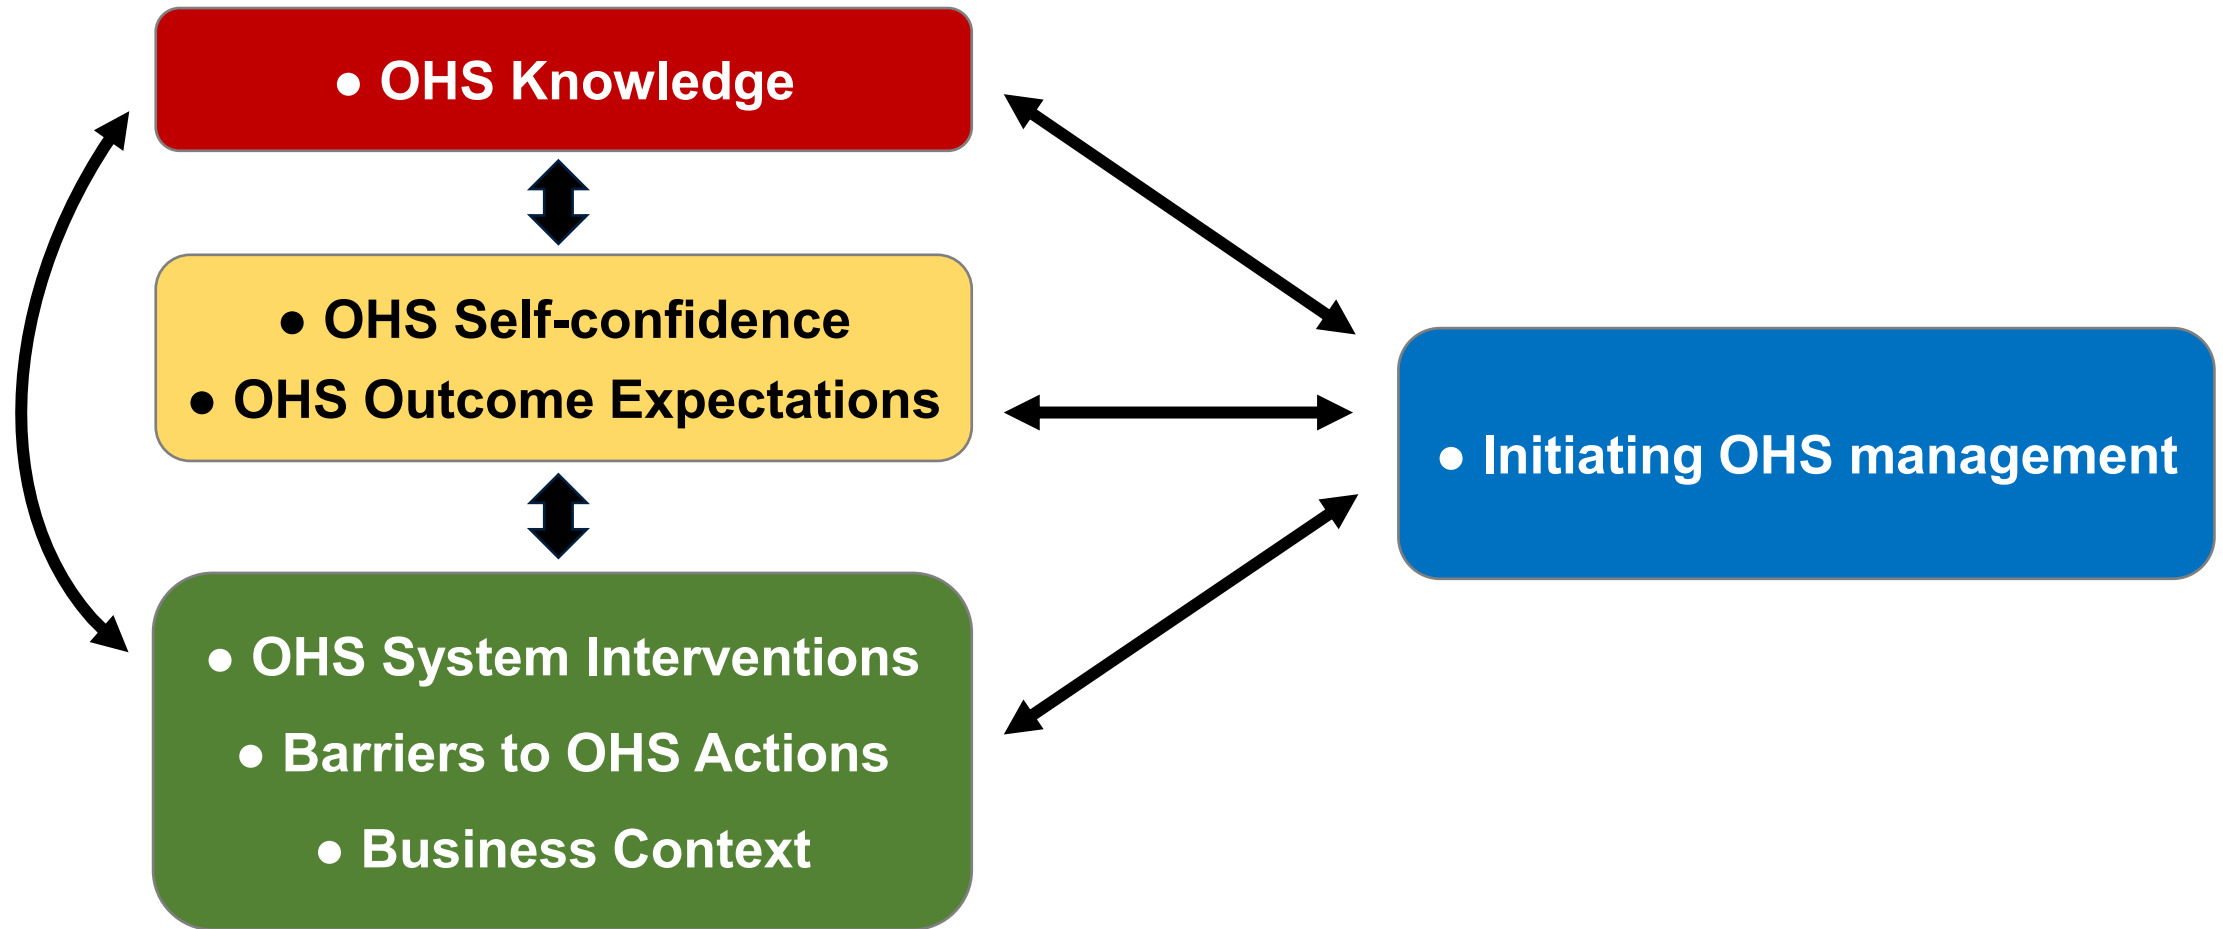 ● OHS Knowledge
● OHS Self-confidence
● OHS Outcome Expectations
● Initiating OHS management
● OHS System Interventions
● Barriers to OHS Actions
● Business Context